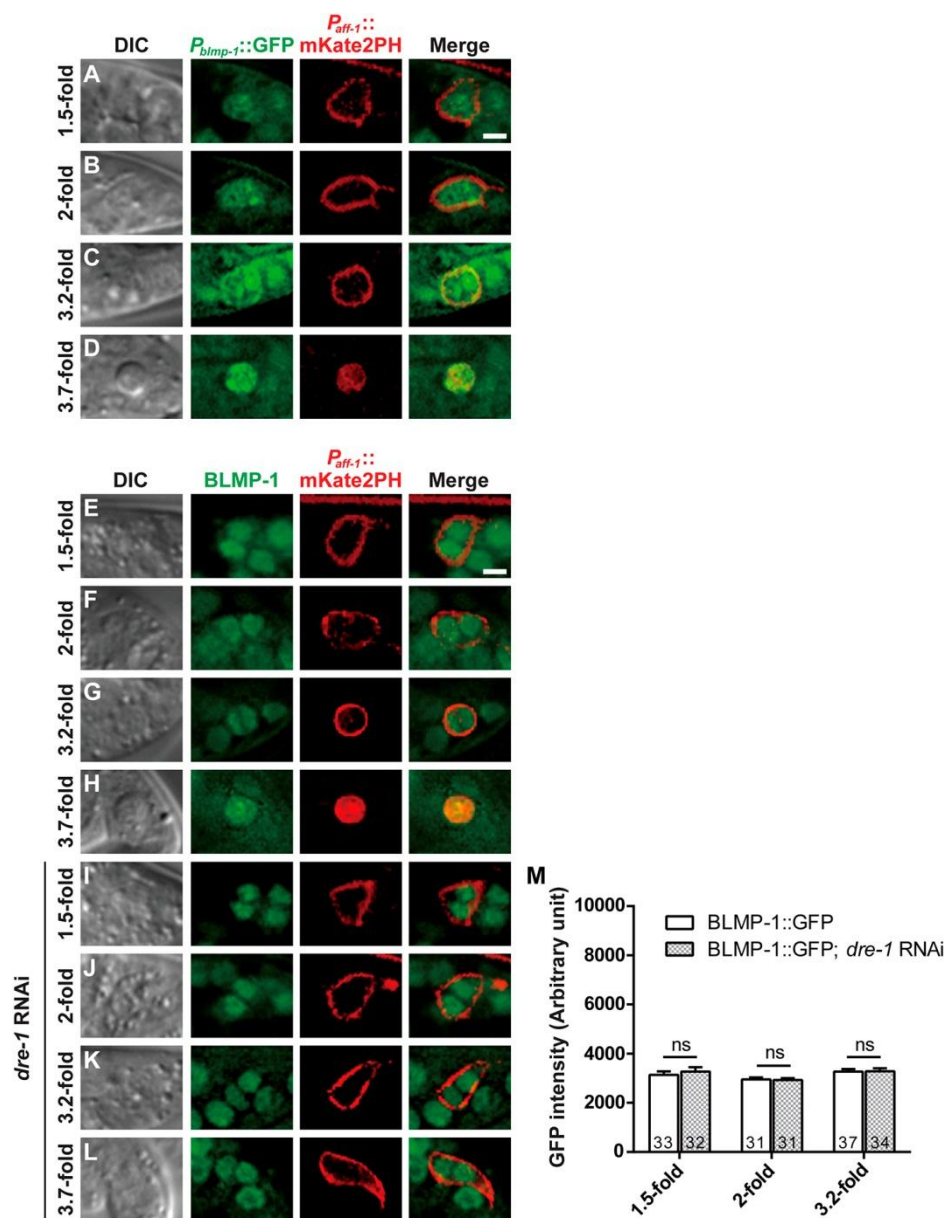 DIC P_blmp-1::GFP P_aff-1:: mKate2PH Merge
1.5-fold A
2-fold B
3.2-fold C
3.7-fold D
DIC BLMP-1 P_aff-1:: mKate2PH Merge
1.5-fold E
2-fold F
3.2-fold G
3.7-fold H
dre-1 RNAi
1.5-fold I
2-fold J
3.2-fold K
3.7-fold L
M
GFP intensity (Arbitrary unit)
10000
8000
6000
4000
2000
0
BLMP-1::GFP
BLMP-1::GFP; dre-1 RNAi
ns ns ns
33 32 31 31 37 34
1.5-fold 2-fold 3.2-fold